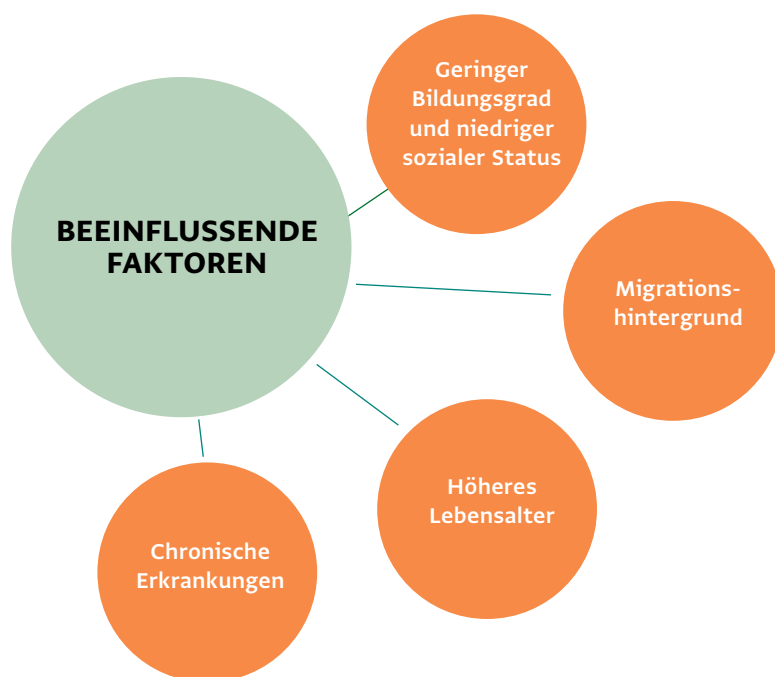 Geringer
Bildungsgrad
und niedriger
sozialer Status
BEEINFLUSSENDE
FAKTOREN
Migrations-
hintergrund
Höheres
Lebensalter
Chronische
Erkrankungen